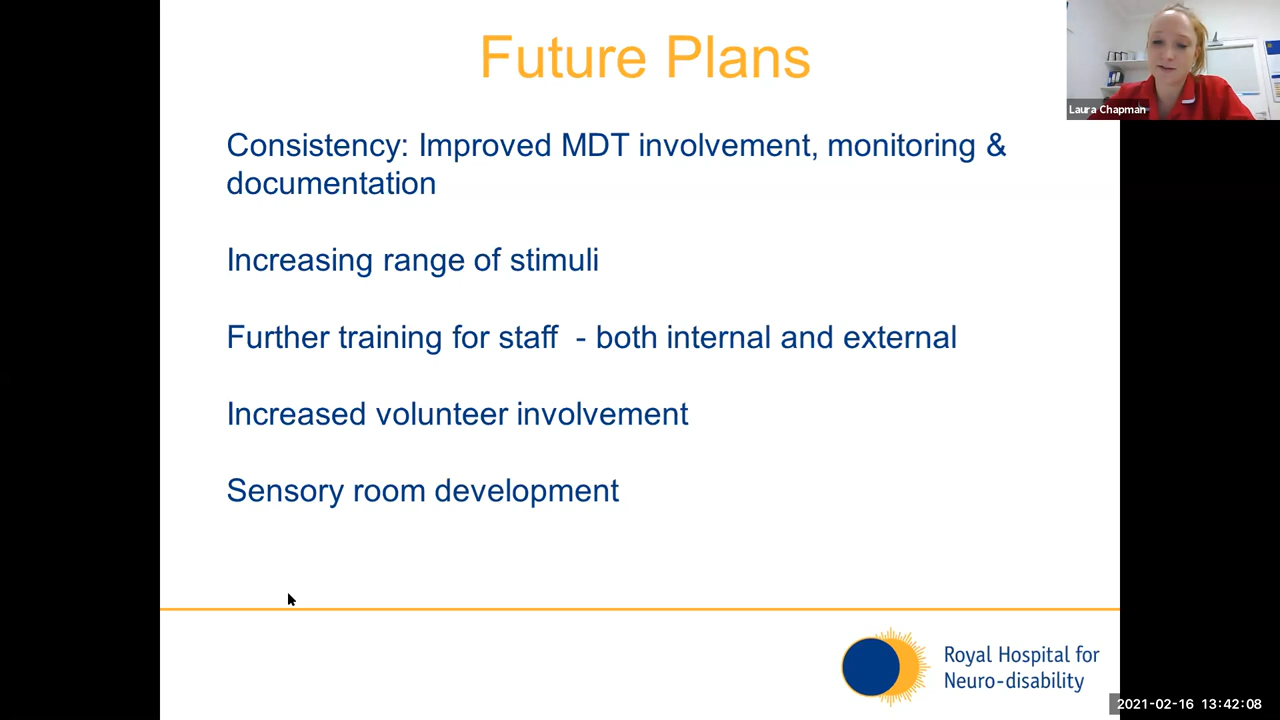 Future Plans
Laura Chapman
Consistency: Improved MDT involvement, monitoring &
documentation
Increasing range of stimuli
Further training for staff - both internal and external
Increased volunteer involvement
Sensory room development
Royal Hospital for
Neuro-disability
2021-02-16 13:42:08